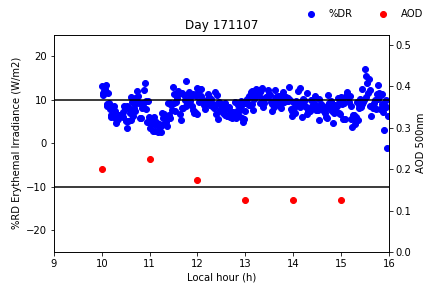 %DR AOD
Day 171107
%RD Erythemal Irradiance (W/m2)
20
10
0
−10
−20
0.5
0.4
0.3
0.2
0.1
0.0
AOD 500nm
9 10 11 12 13 14 15 16
Local hour (h)